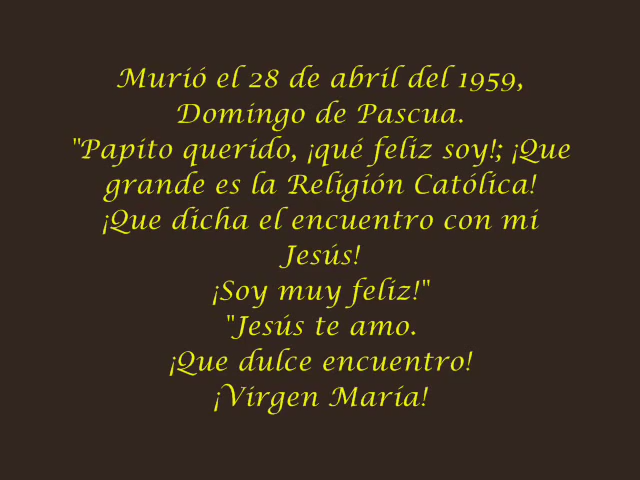 Murió el 28 de abril del 1959,
Domingo de Pascua.
"Papito querido, ¡qué feliz soy!; ¡Que
grande es la Religión Católica!
¡Que dicha el encuentro con mi
Jesús!
¡Soy muy feliz!"
"Jesús te amo.
¡Que dulce encuentro!
¡Virgen María!